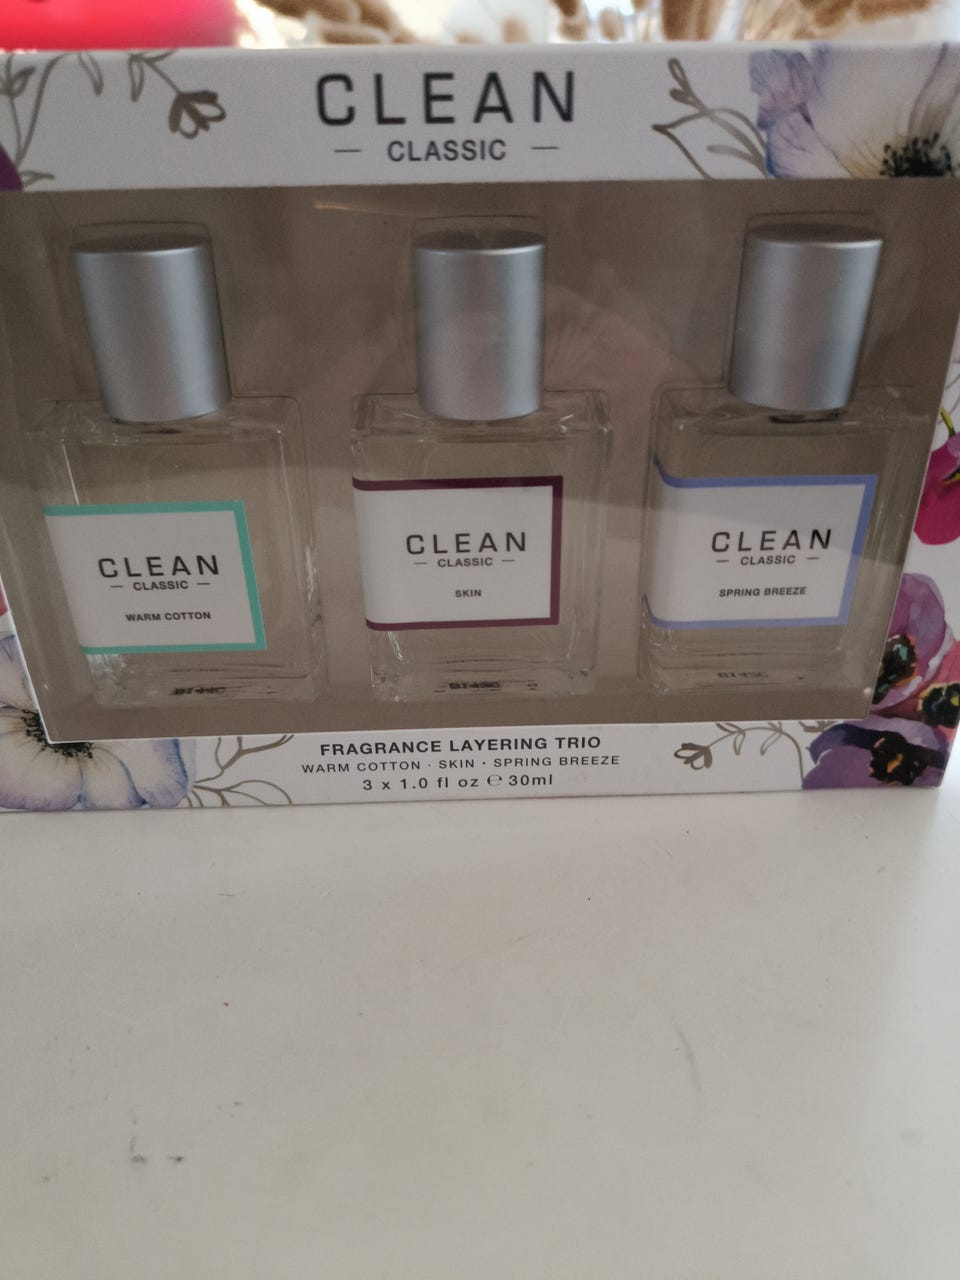 CLEAN
— CLASSIC —
CLEAN
— CLASSIC —
WARM COTTON
CLEAN
— CLASSIC —
SKIN
CLEAN
— CLASSIC —
SPRING BREEZE
FRAGRANCE LAYERING TRIO
WARM COTTON · SKIN · SPRING BREEZE
3 x 1.0 fl oz ℮ 30ml